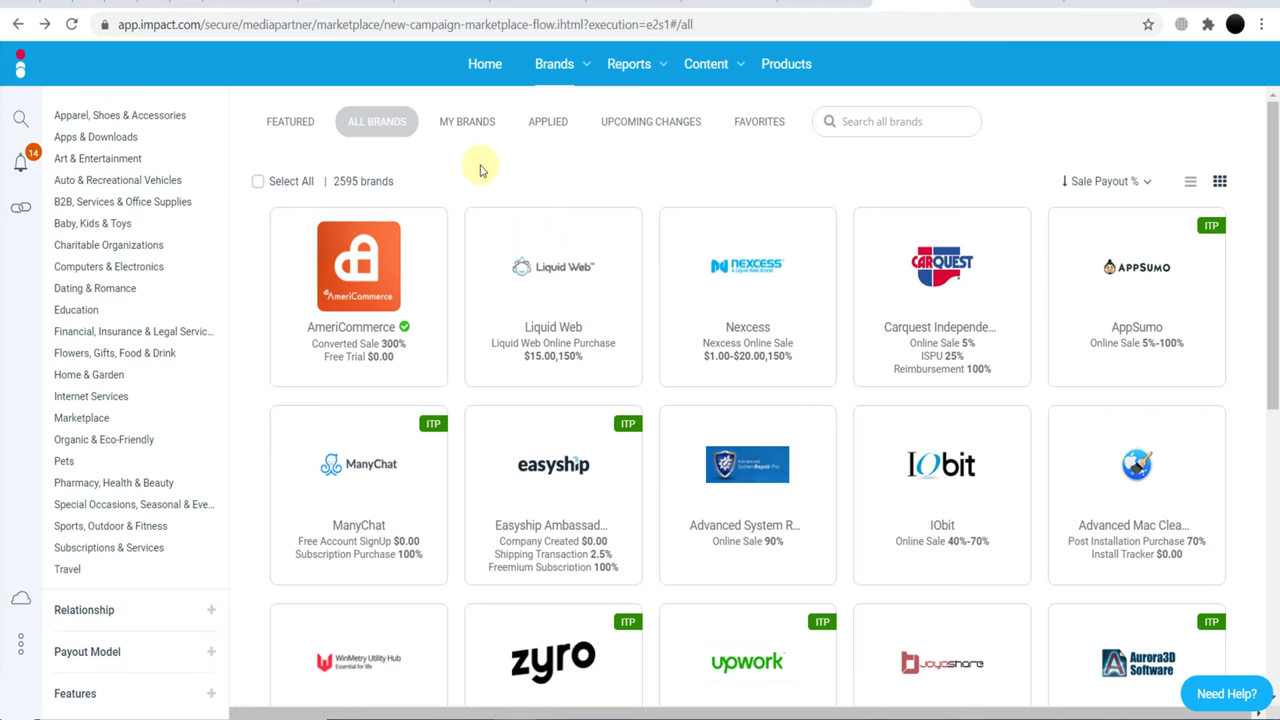 app.impact.com/secure/mediapartner/marketplace/new-campaign-marketplace-flow.ihtml?execution=e2s1#/all
Home Brands Reports Content Products
14
Apparel, Shoes & Accessories
Apps & Downloads
Art & Entertainment
Auto & Recreational Vehicles
B2B, Services & Office Supplies
Baby, Kids & Toys
Charitable Organizations
Computers & Electronics
Dating & Romance
Education
Financial, Insurance & Legal Servic...
Flowers, Gifts, Food & Drink
Home & Garden
Internet Services
Marketplace
Organic & Eco-Friendly
Pets
Pharmacy, Health & Beauty
Special Occasions, Seasonal & Eve...
Sports, Outdoor & Fitness
Subscriptions & Services
Travel
Relationship +
Payout Model +
Features +
FEATURED ALL BRANDS MY BRANDS APPLIED UPCOMING CHANGES FAVORITES Search all brands
Select All | 2595 brands Sale Payout %
AmeriCommerce
AmeriCommerce
Converted Sale 300%
Free Trial $0.00
Liquid Web™
Liquid Web
Liquid Web Online Purchase
$15.00,150%
NEXCESS
A Liquid Web Brand
Nexcess
Nexcess Online Sale
$1.00-$20.00,150%
CARQUEST
Carquest Independe...
Online Sale 5%
ISPU 25%
Reimbursement 100%
ITP
APPSUMO
AppSumo
Online Sale 5%-100%
ITP
ManyChat
ManyChat
Free Account SignUp $0.00
Subscription Purchase 100%
ITP
easyship
Easyship Ambassad...
Company Created $0.00
Shipping Transaction 2.5%
Freemium Subscription 100%
Advanced
System Repair Pro
Advanced System R...
Online Sale 90%
IObit
IObit
Online Sale 40%-70%
Advanced Mac Clea...
Post Installation Purchase 70%
Install Tracker $0.00
WinMetry Utility Hub
Essential for life
ITP
zyro
ITP
upwork
joyoshare
ITP
Aurora3D
Software
Need Help?